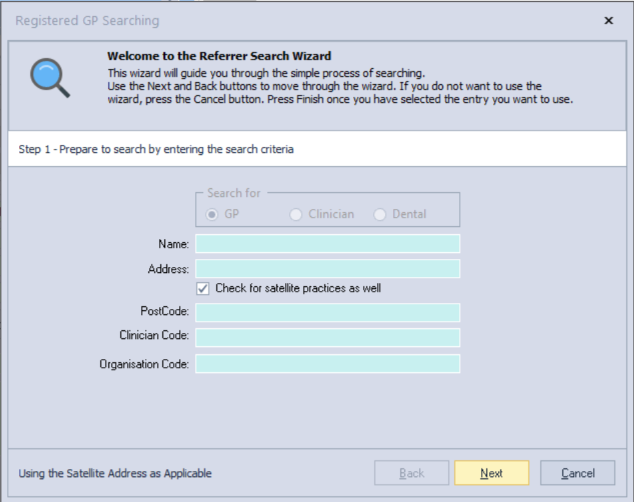 Registered GP Searching
Welcome to the Referrer Search Wizard
This wizard will guide you through the simple process of searching.
Use the Next and Back buttons to move through the wizard. If you do not want to use the
wizard, press the Cancel button. Press Finish once you have selected the entry you want to use.
Step 1 - Prepare to search by entering the search criteria
Search for
GP Clinician Dental
Name:
Address:
Check for satellite practices as well
PostCode:
Clinician Code:
Organisation Code:
Using the Satellite Address as Applicable Back Next Cancel